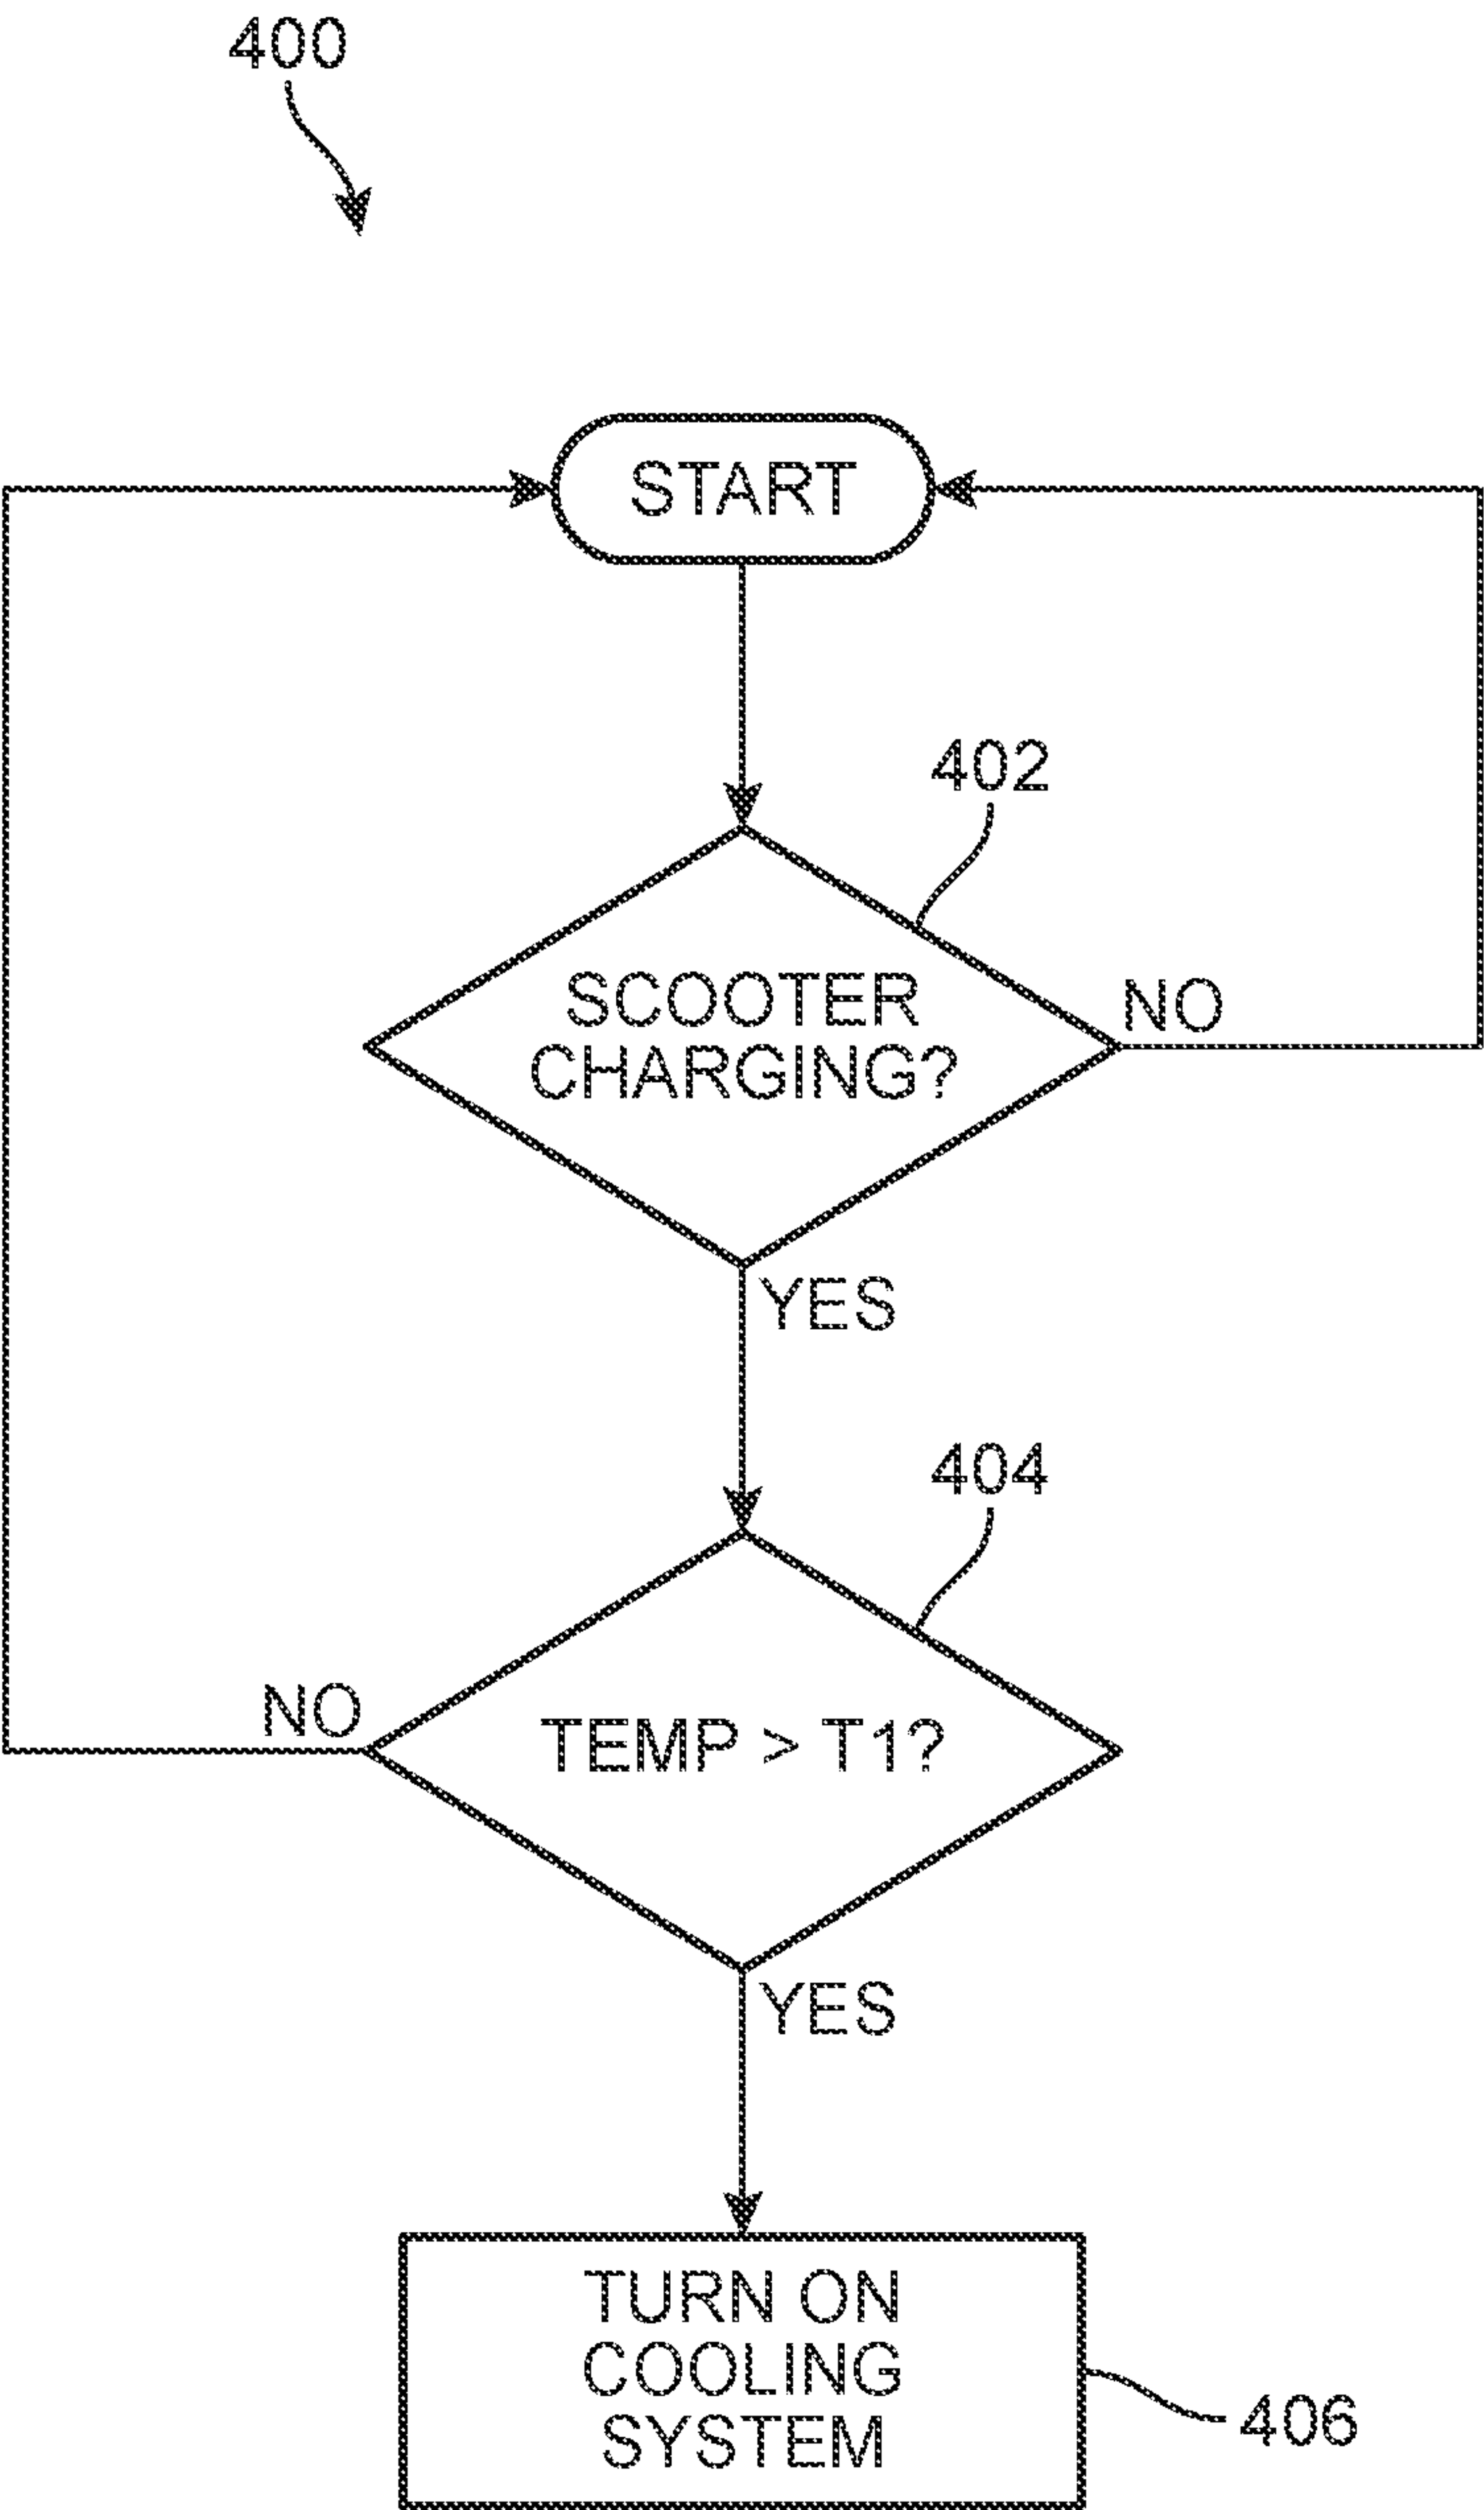 400
START
402
SCOOTER
CHARGING?
NO
YES
404
NO
TEMP > T1?
YES
TURN ON
COOLING
SYSTEM
406